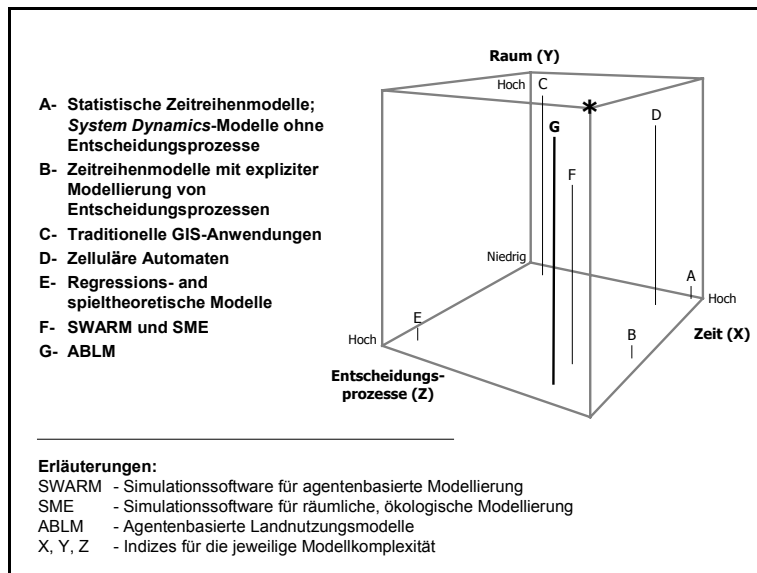 A- Statistische Zeitreihenmodelle;
System Dynamics-Modelle ohne
Entscheidungsprozesse
B- Zeitreihenmodelle mit expliziter
Modellierung von
Entscheidungsprozessen
C- Traditionelle GIS-Anwendungen
D- Zelluläre Automaten
E- Regressions- and
spieltheoretische Modelle
F- SWARM und SME
G- ABLM
Raum (Y)
Hoch
C
*
D
G
F
Niedrig
A
Hoch
E
Zeit (X)
B
Hoch
Entscheidungs-
prozesse (Z)
Erläuterungen:
SWARM - Simulationssoftware für agentenbasierte Modellierung
SME - Simulationssoftware für räumliche, ökologische Modellierung
ABLM - Agentenbasierte Landnutzungsmodelle
X, Y, Z - Indizes für die jeweilige Modellkomplexität